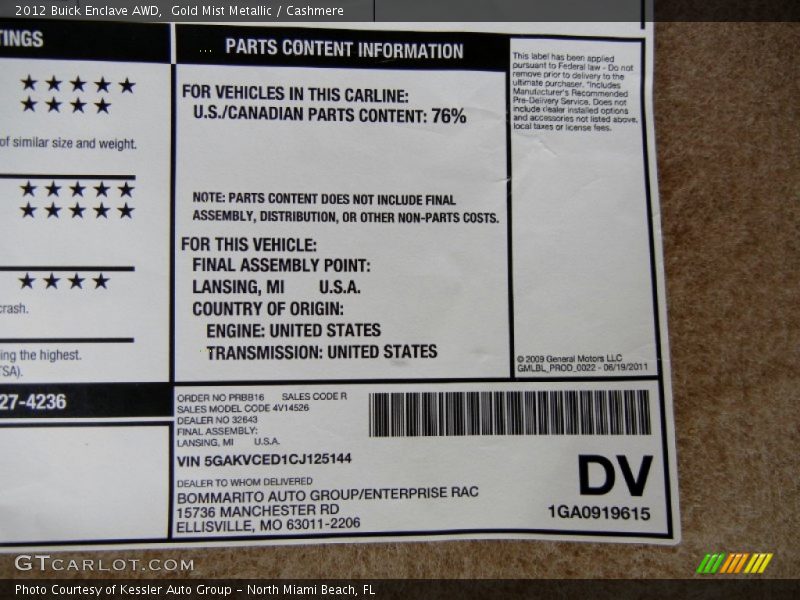 2012 Buick Enclave AWD,  Gold Mist Metallic / Cashmere
TINGS
★★★★★
★★★★
of similar size and weight.
★★★★★
★★★★★
★★★★
crash.
ing the highest.
TSA).
27-4236
PARTS CONTENT INFORMATION
FOR VEHICLES IN THIS CARLINE:
U.S./CANADIAN PARTS CONTENT: 76%
NOTE: PARTS CONTENT DOES NOT INCLUDE FINAL
ASSEMBLY, DISTRIBUTION, OR OTHER NON-PARTS COSTS.
FOR THIS VEHICLE:
FINAL ASSEMBLY POINT:
LANSING, MI U.S.A.
COUNTRY OF ORIGIN:
ENGINE: UNITED STATES
TRANSMISSION: UNITED STATES
This label has been applied
pursuant to Federal law - Do not
remove prior to delivery to the
ultimate purchaser. *Includes
Manufacturer's Recommended
Pre-Delivery Service. Does not
include dealer installed options
and accessories not listed above,
local taxes or license fees.
© 2009 General Motors LLC
GMLBL_PROD_0022 - 06/19/2011
ORDER NO PRBB16 SALES CODE R
SALES MODEL CODE 4V14526
DEALER NO 32643
FINAL ASSEMBLY:
LANSING, MI U.S.A.
VIN 5GAKVCED1CJ125144
DEALER TO WHOM DELIVERED
BOMMARITO AUTO GROUP/ENTERPRISE RAC
15736 MANCHESTER RD
ELLISVILLE, MO 63011-2206
DV
1GA0919615
GTCARLOT.COM
Photo Courtesy of Kessler Auto Group – North Miami Beach, FL